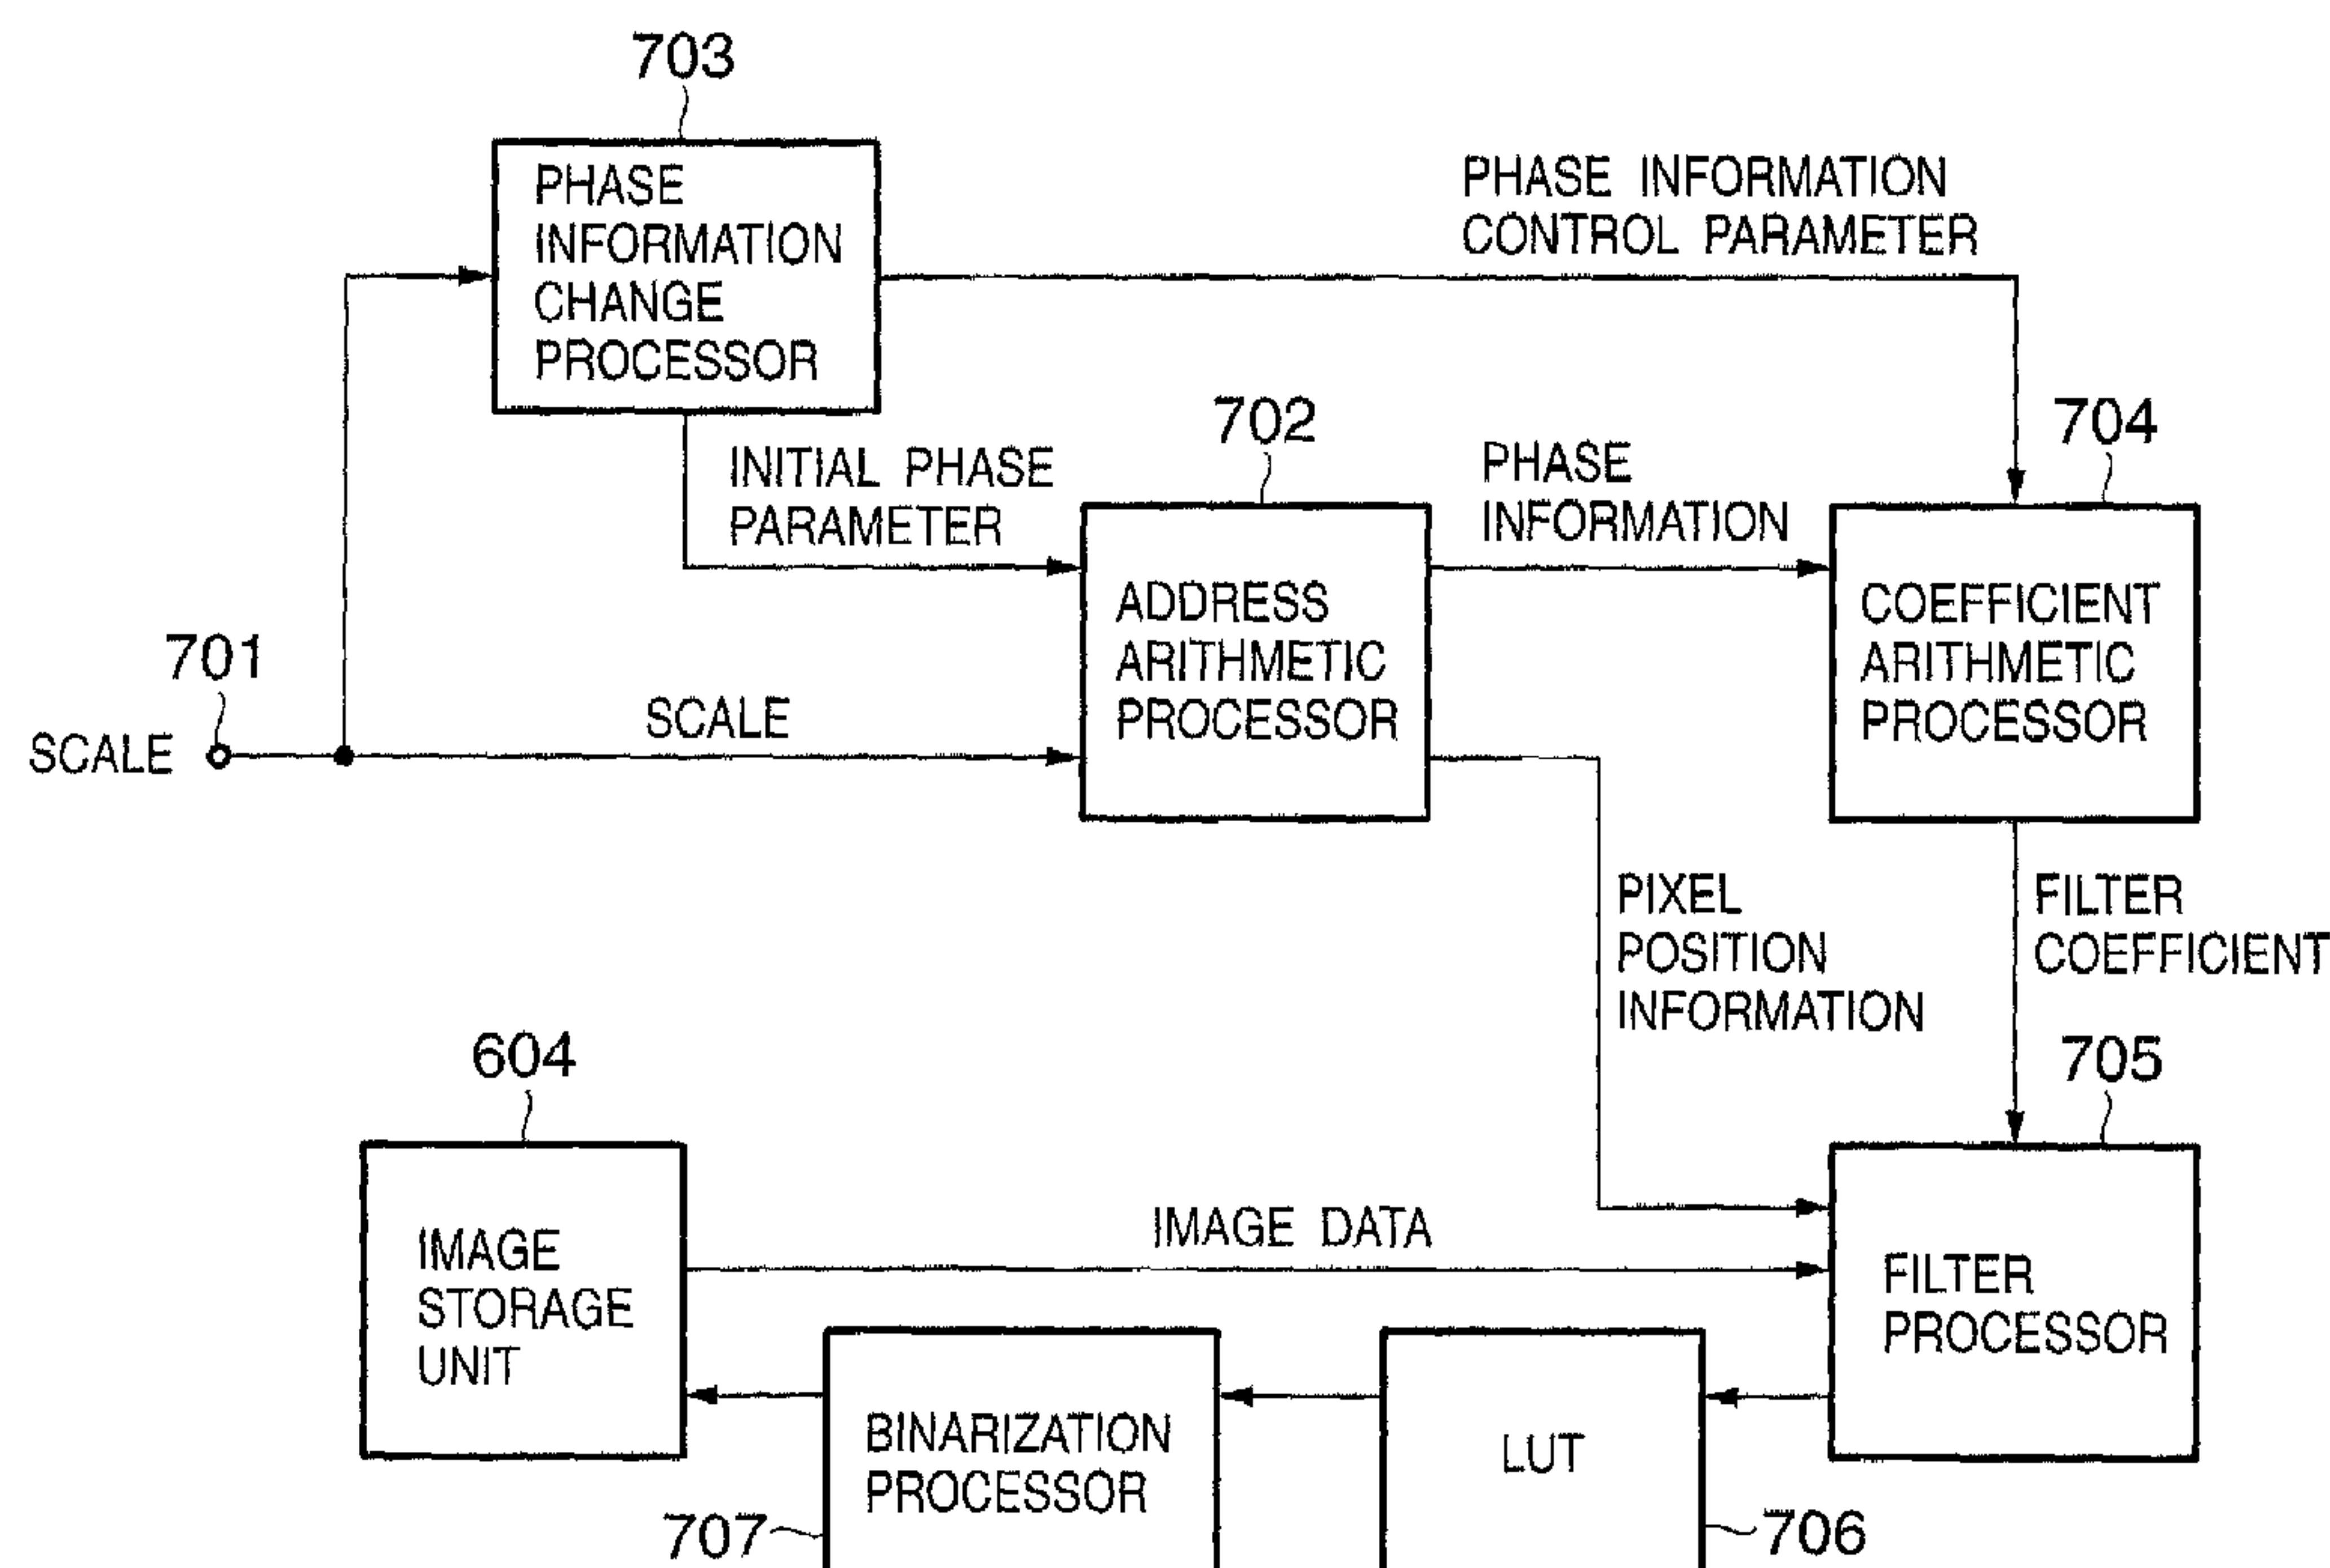 703
PHASE
INFORMATION
CHANGE
PROCESSOR
PHASE INFORMATION
CONTROL PARAMETER
INITIAL PHASE
PARAMETER
702
PHASE
INFORMATION
704
ADDRESS
ARITHMETIC
PROCESSOR
COEFFICIENT
ARITHMETIC
PROCESSOR
701
SCALE
SCALE
PIXEL
POSITION
INFORMATION
FILTER
COEFFICIENT
604
705
IMAGE
STORAGE
UNIT
IMAGE DATA
FILTER
PROCESSOR
BINARIZATION
PROCESSOR
LUT
707
706